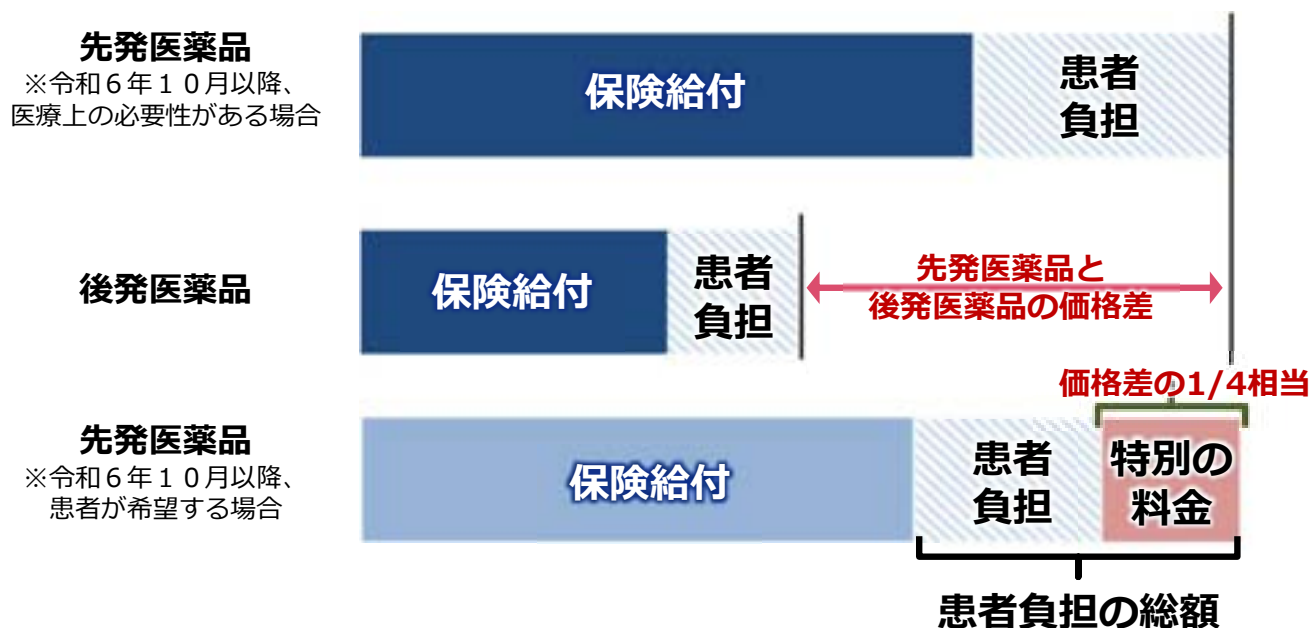 先発医薬品
※令和６年１０月以降、
医療上の必要性がある場合
保険給付
患者
負担
後発医薬品
保険給付
患者
負担
先発医薬品と
後発医薬品の価格差
価格差の1/4相当
先発医薬品
※令和６年１０月以降、
患者が希望する場合
保険給付
患者
負担
特別の
料金
患者負担の総額